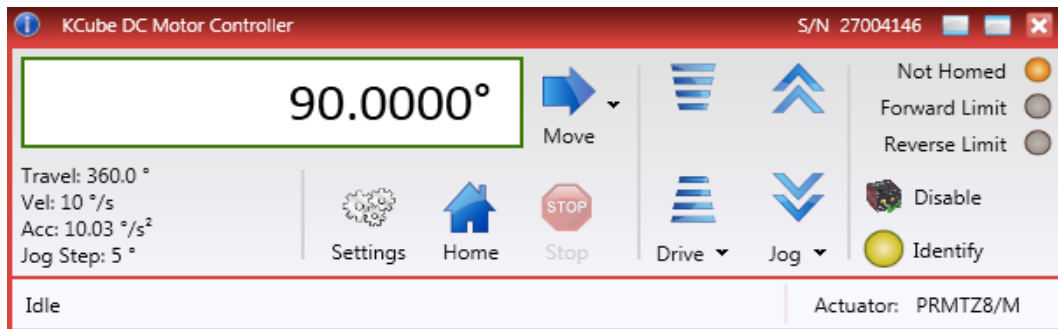 KCube DC Motor Controller
S/N 27004146
90.0000°
Move
Not Homed
Forward Limit
Reverse Limit
Travel: 360.0 °
Vel: 10 °/s
Acc: 10.03 °/s²
Jog Step: 5 °
Settings
Home
STOP
Stop
Drive
Jog
Disable
Identify
Idle
Actuator: PRMTZ8/M